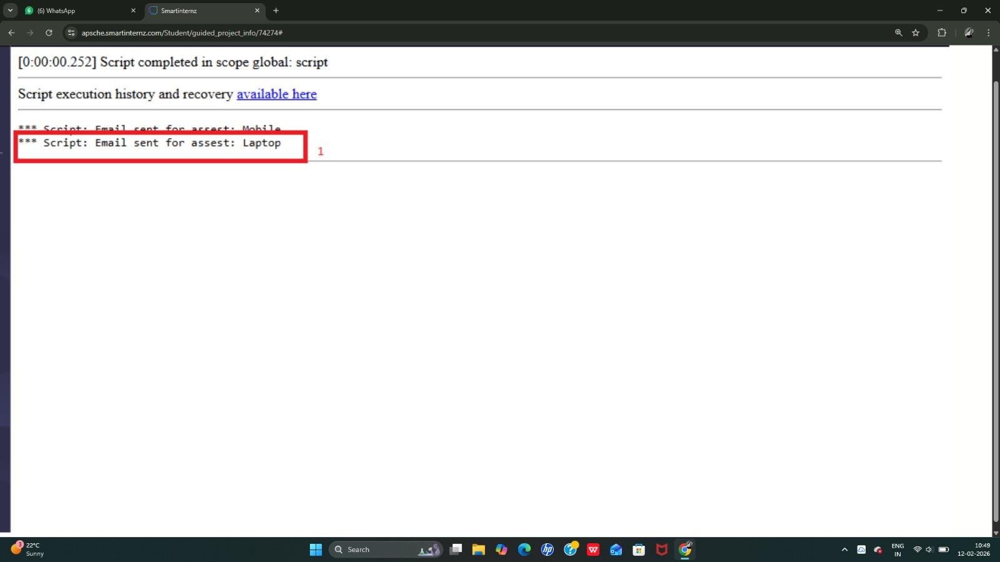 (6) WhatsApp
Smartinternz
apsche.smartinternz.com/Student/guided_project_info/74274#
[0:00:00.252] Script completed in scope global: script
Script execution history and recovery available here
*** Script: Email sent for assest: Mobile
*** Script: Email sent for assest: Laptop
1
3
22°C
Sunny
Search
ENG
IN
10:49
12-02-2026